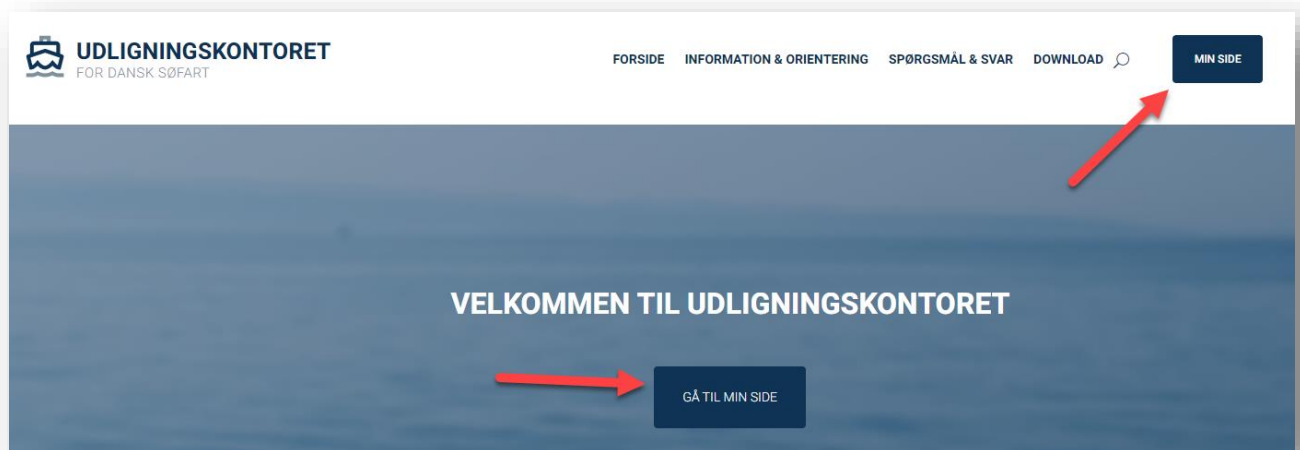 UDLIGNINGSKONTORET
FOR DANSK SØFART
FORSIDE INFORMATION & ORIENTERING SPØRGSMÅL & SVAR DOWNLOAD MIN SIDE
VELKOMMEN TIL UDLIGNINGSKONTORET
GÅ TIL MIN SIDE